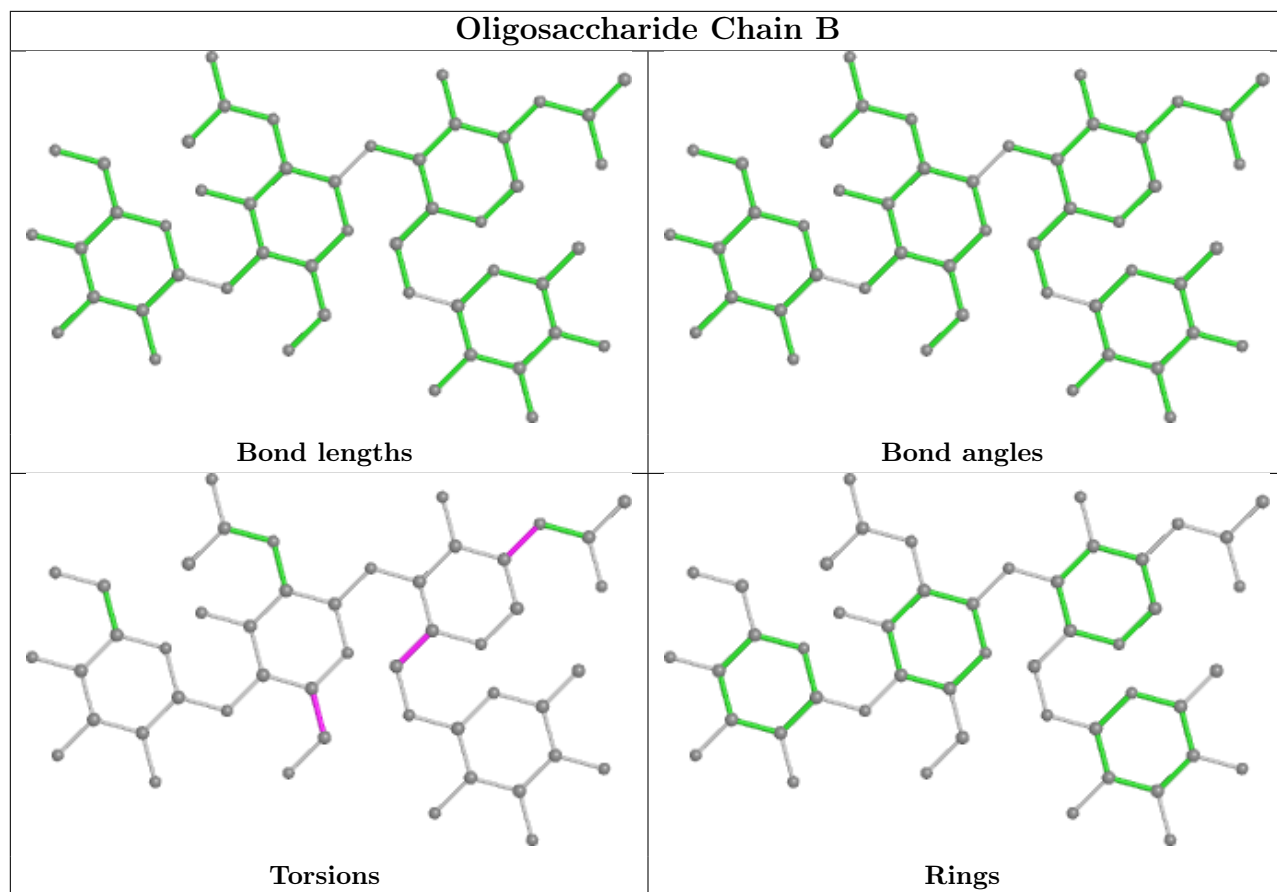 Oligosaccharide Chain B
Bond lengths
Bond angles
Torsions
Rings